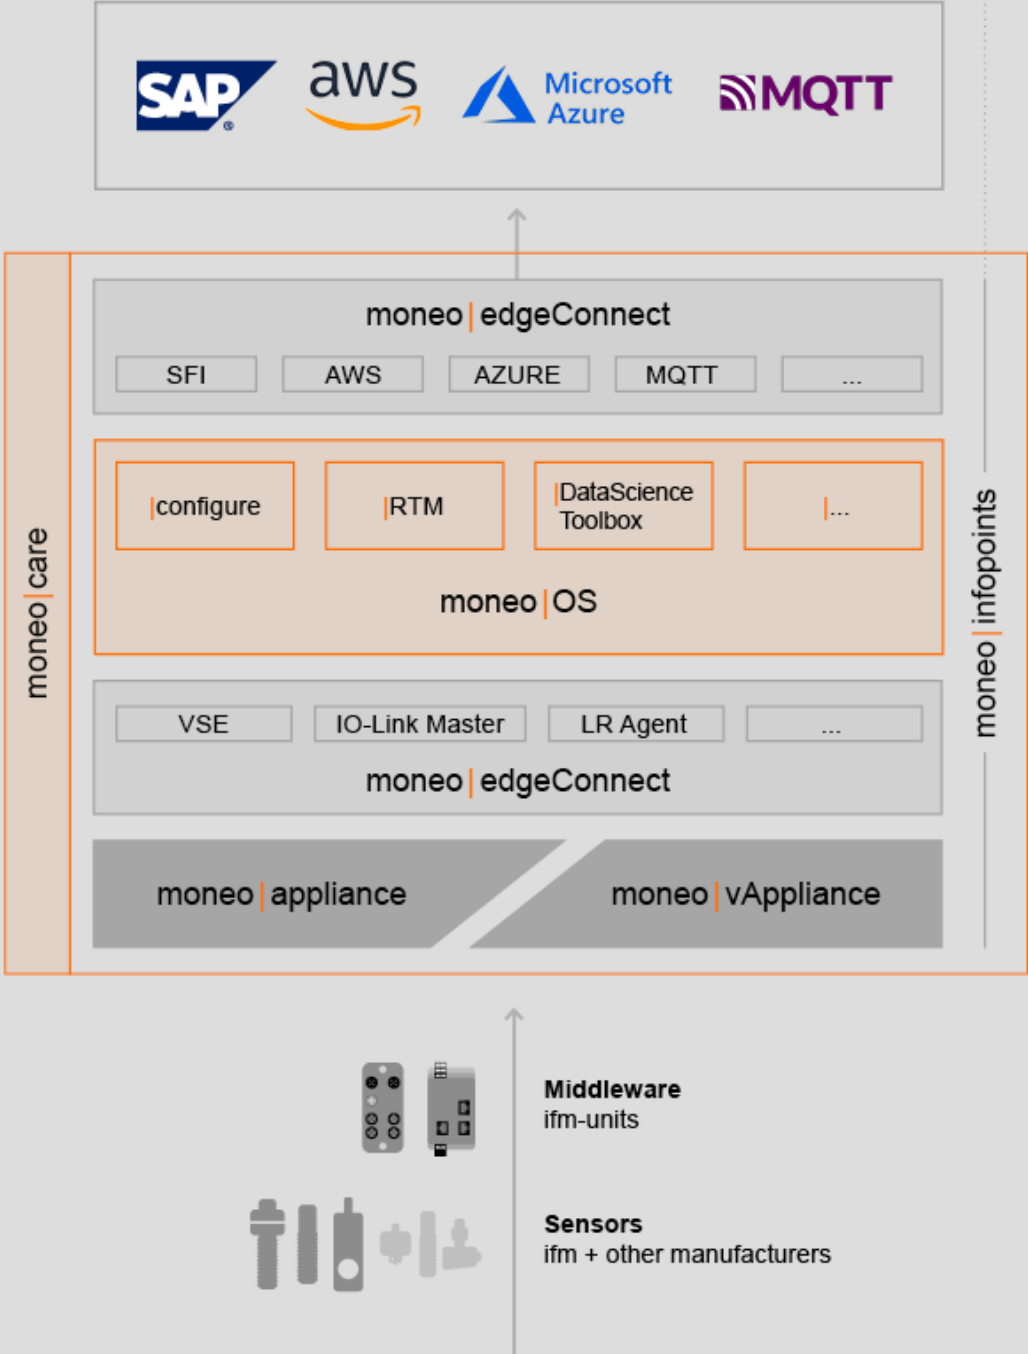 SAP®
aws
Microsoft
Azure
MQTT
moneo|edgeConnect
SFI
AWS
AZURE
MQTT
...
|configure
|RTM
|DataScience
Toolbox
|...
moneo|OS
VSE
IO-Link Master
LR Agent
...
moneo|edgeConnect
moneo|appliance
moneo|vAppliance
moneo|care
moneo|infopoints
Middleware
ifm-units
Sensors
ifm + other manufacturers